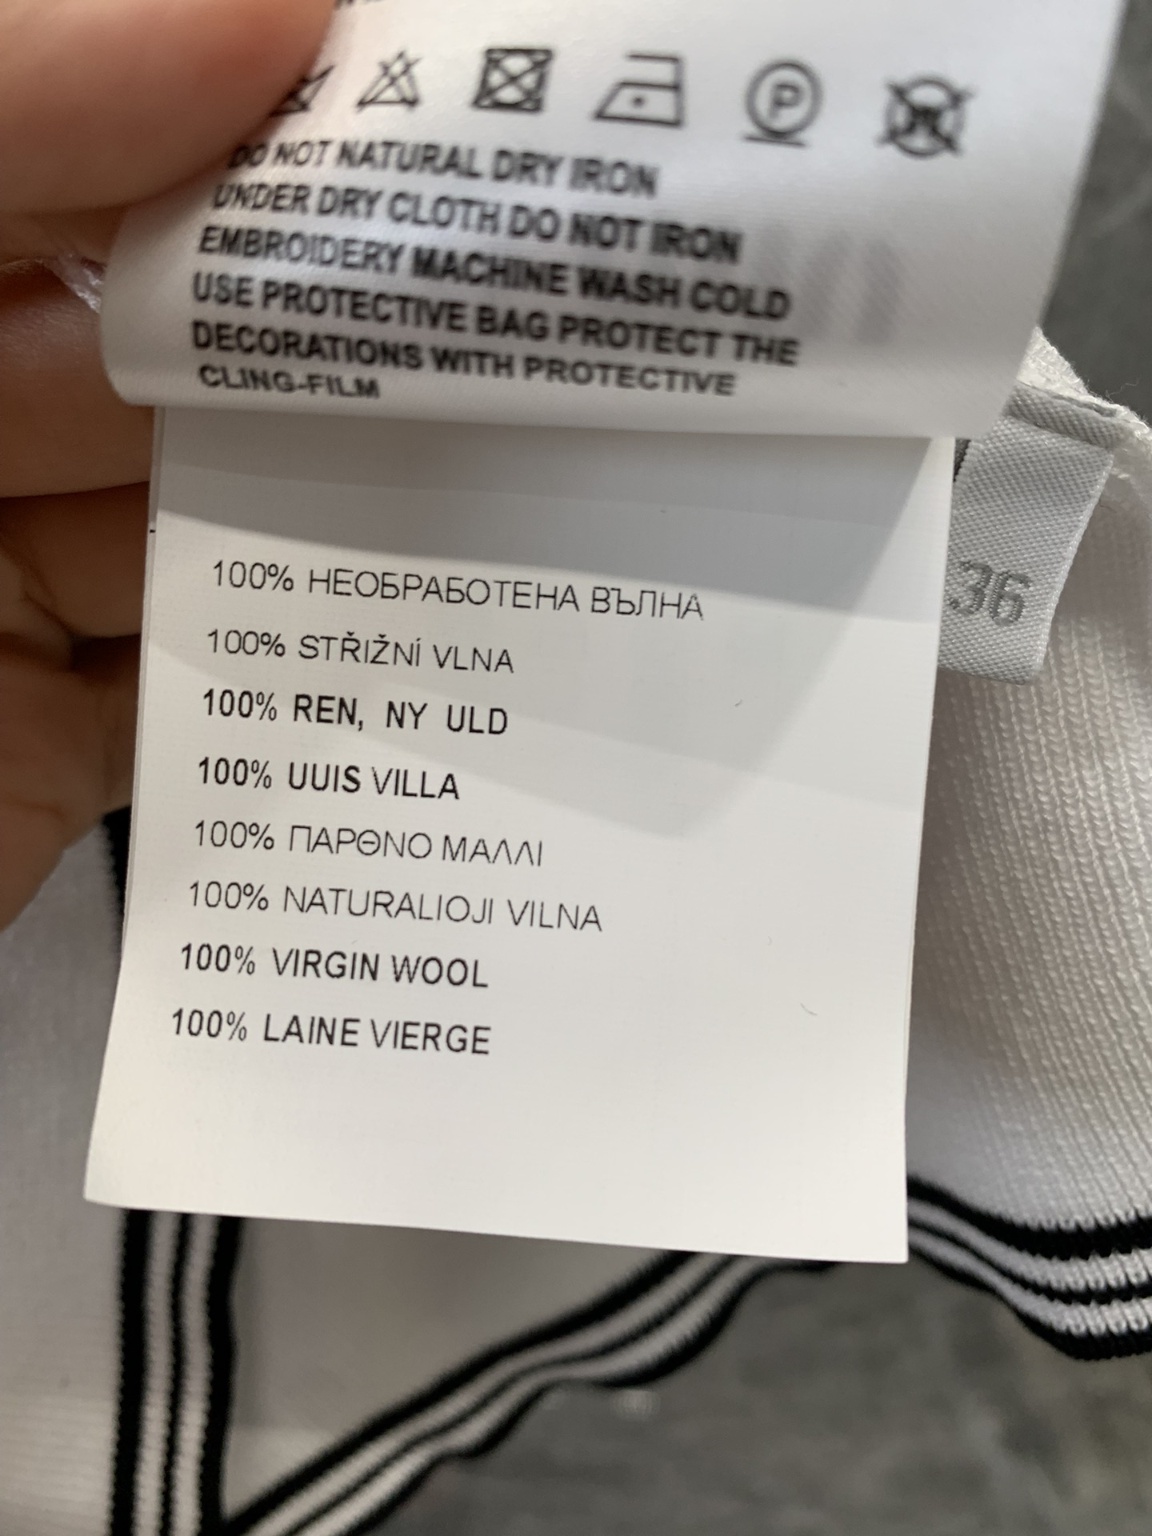 DO NOT NATURAL DRY IRON
UNDER DRY CLOTH DO NOT IRON
EMBROIDERY MACHINE WASH COLD
USE PROTECTIVE BAG PROTECT THE
DECORATIONS WITH PROTECTIVE
CLING-FILM
36
100% НЕОБРАБОТЕНА ВЪЛНА
100% STŘIŽNÍ VLNA
100% REN, NY ULD
100% UUIS VILLA
100% ΠΑΡΘΝΟ ΜΑΛΛΙ
100% NATURALIOJI VILNA
100% VIRGIN WOOL
100% LAINE VIERGE